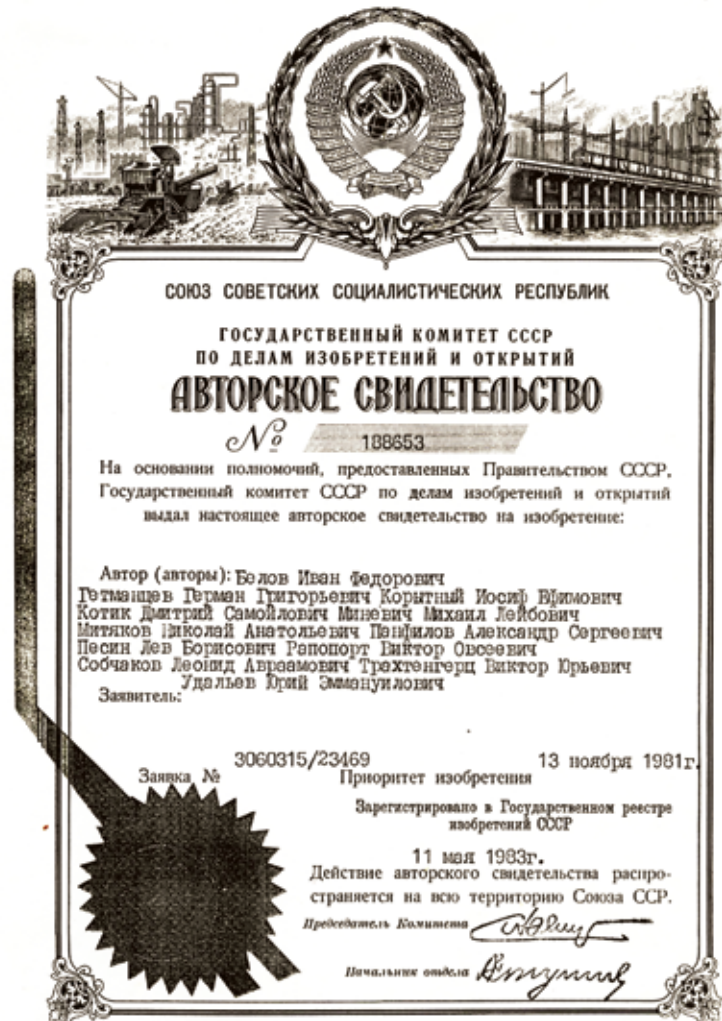 СОЮЗ СОВЕТСКИХ СОЦИАЛИСТИЧЕСКИХ РЕСПУБЛИК
ГОСУДАРСТВЕННЫЙ КОМИТЕТ СССР
ПО ДЕЛАМ ИЗОБРЕТЕНИЙ И ОТКРЫТИЙ
АВТОРСКОЕ СВИДЕТЕЛЬСТВО
№ 188653
На основании полномочий, предоставленных Правительством СССР,
Государственный комитет СССР по делам изобретений и открытий
выдал настоящее авторское свидетельство на изобретение:
Автор (авторы): Белов Иван Федорович
Гетманцев Герман Григорьевич Корытный Иосиф Ефимович
Котик Дмитрий Самойлович Миневич Михаил Лейбович
Митяков Николай Анатольевич Панфилов Александр Сергеевич
Песин Лев Борисович Рапопорт Виктор Овсеевич
Собчаков Леонид Авраамович Трахтенгерц Виктор Юрьевич
Удальев Юрий Эммануилович
Заявитель:
3060315/23469 13 ноября 1981г.
Заявка № Приоритет изобретения
Зарегистрировано в Государственном реестре
изобретений СССР
11 мая 1983г.
Действие авторского свидетельства распро-
страняется на всю территорию Союза ССР.
Председатель Комитета
Начальник отдела